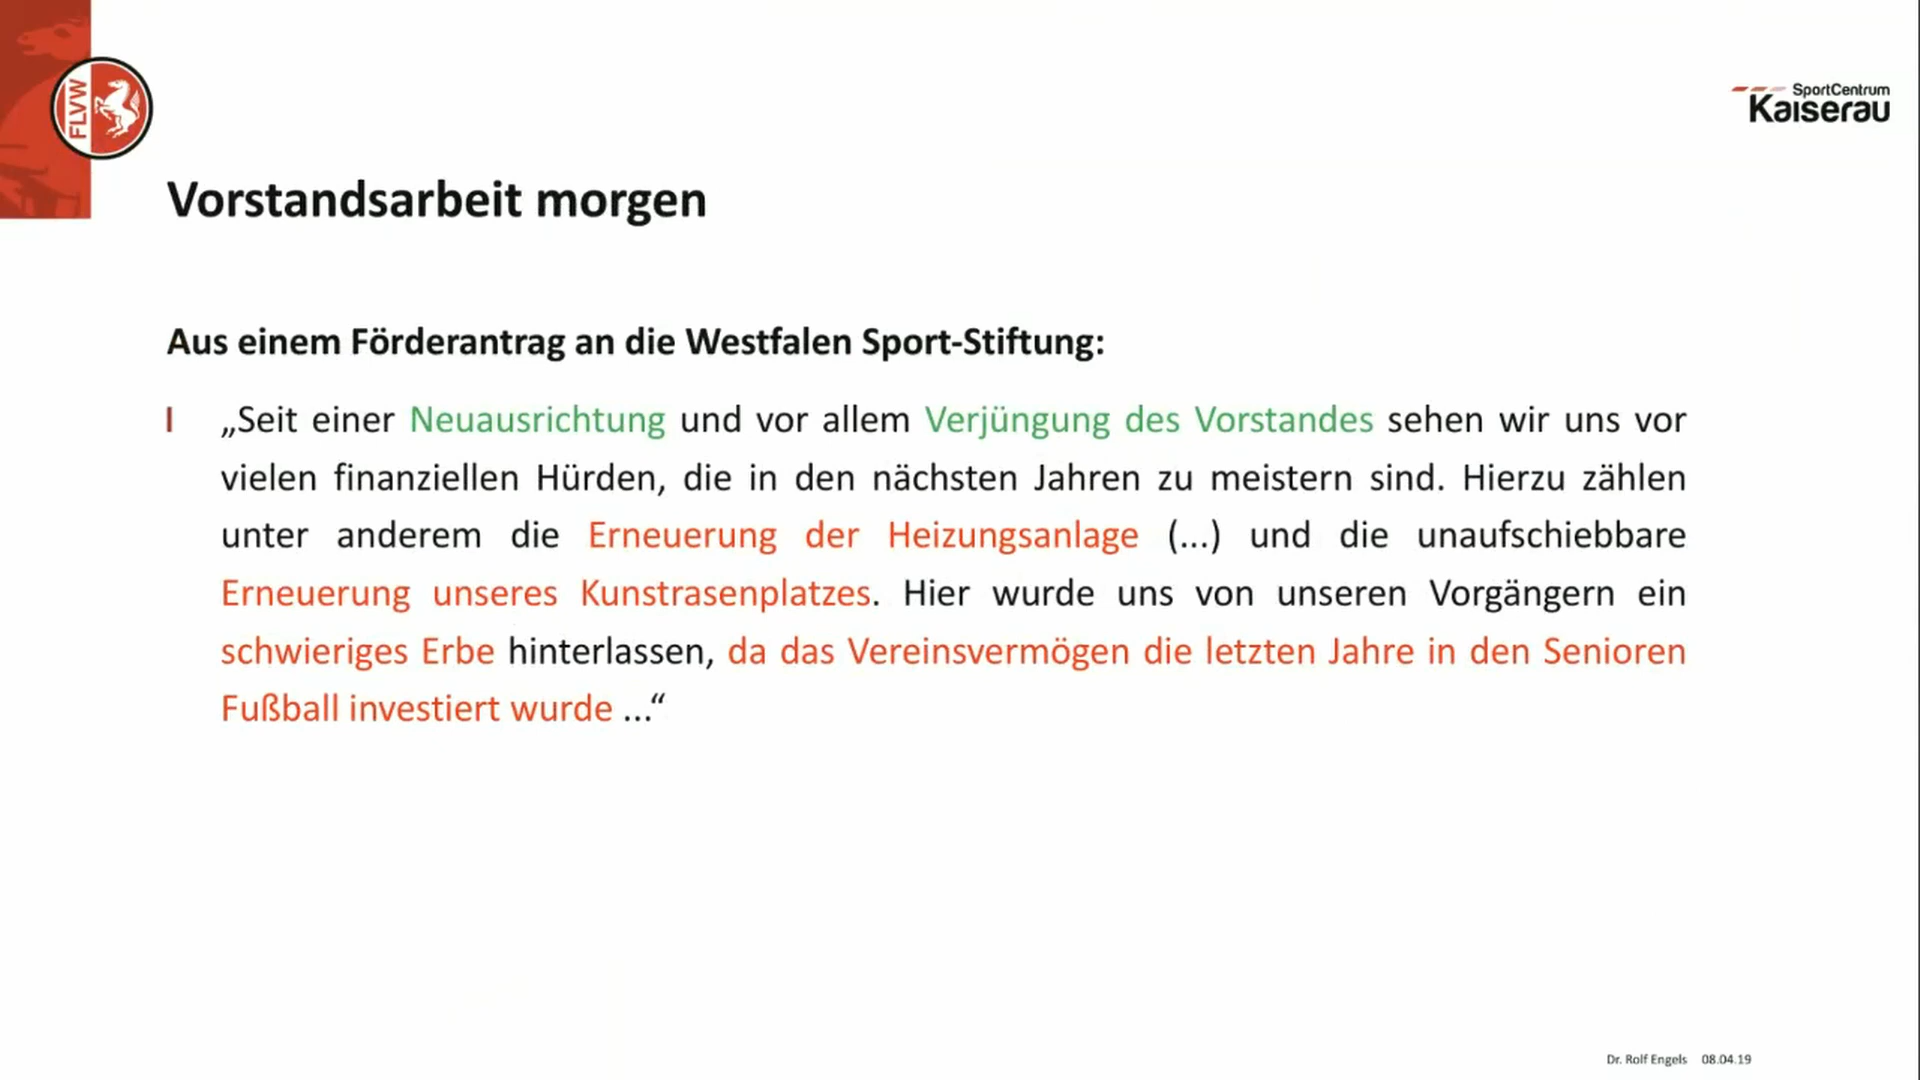 FLVW
SportCentrum
Kaiserau
Vorstandsarbeit morgen
Aus einem Förderantrag an die Westfalen Sport-Stiftung:
„Seit einer Neuausrichtung und vor allem Verjüngung des Vorstandes sehen wir uns vor
vielen finanziellen Hürden, die in den nächsten Jahren zu meistern sind. Hierzu zählen
unter anderem die Erneuerung der Heizungsanlage (...) und die unaufschiebbare
Erneuerung unseres Kunstrasenplatzes. Hier wurde uns von unseren Vorgängern ein
schwieriges Erbe hinterlassen, da das Vereinsvermögen die letzten Jahre in den Senioren
Fußball investiert wurde ...“
Dr. Rolf Engels 08.04.19